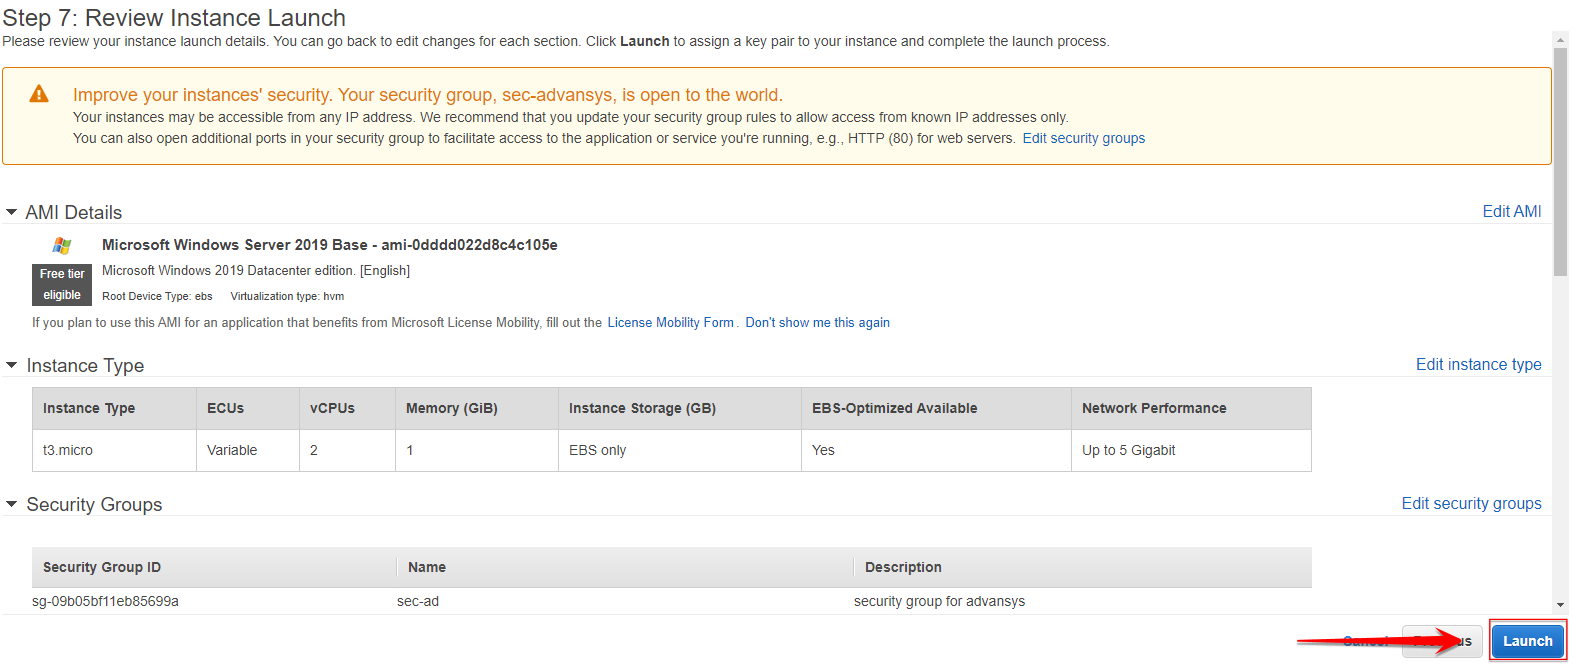 Step 7: Review Instance Launch
Please review your instance launch details. You can go back to edit changes for each section. Click Launch to assign a key pair to your instance and complete the launch process.
Improve your instances' security. Your security group, sec-advansys, is open to the world.
Your instances may be accessible from any IP address. We recommend that you update your security group rules to allow access from known IP addresses only.
You can also open additional ports in your security group to facilitate access to the application or service you're running, e.g., HTTP (80) for web servers. Edit security groups
AMI Details Edit AMI
Microsoft Windows Server 2019 Base - ami-0dddd022d8c4c105e
Free tier eligible
Microsoft Windows 2019 Datacenter edition. [English]
Root Device Type: ebs Virtualization type: hvm
If you plan to use this AMI for an application that benefits from Microsoft License Mobility, fill out the License Mobility Form. Don't show me this again
Instance Type Edit instance type
Instance Type ECUs vCPUs Memory (GiB) Instance Storage (GB) EBS-Optimized Available Network Performance
t3.micro Variable 2 1 EBS only Yes Up to 5 Gigabit
Security Groups Edit security groups
Security Group ID Name Description
sg-09b05bf11eb85699a sec-ad security group for advansys
Cancel Previous Launch